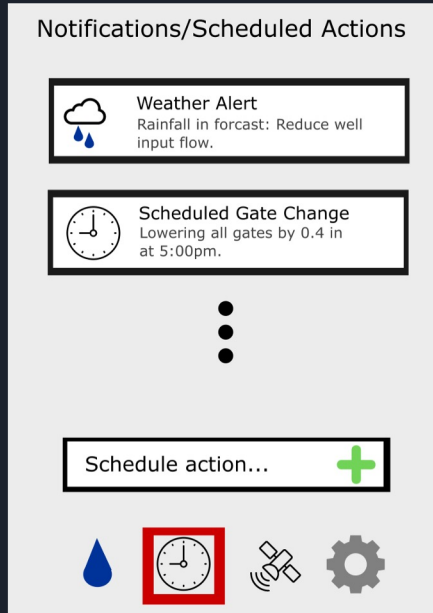 Notifications/Scheduled Actions
Weather Alert
Rainfall in forcast: Reduce well
input flow.
Scheduled Gate Change
Lowering all gates by 0.4 in
at 5:00pm.
Schedule action...